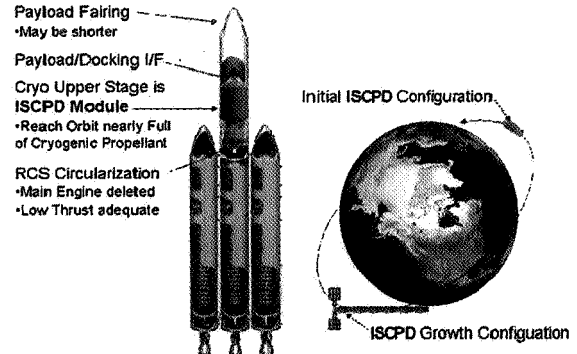 Payload Fairing
•May be shorter
Payload/Docking I/F
Cryo Upper Stage is
ISCPD Module
•Reach Orbit nearly Full
of Cryogenic Propellant
RCS Circularization
•Main Engine deleted
•Low Thrust adequate
Initial ISCPD Configuration
ISCPD Growth Configuation